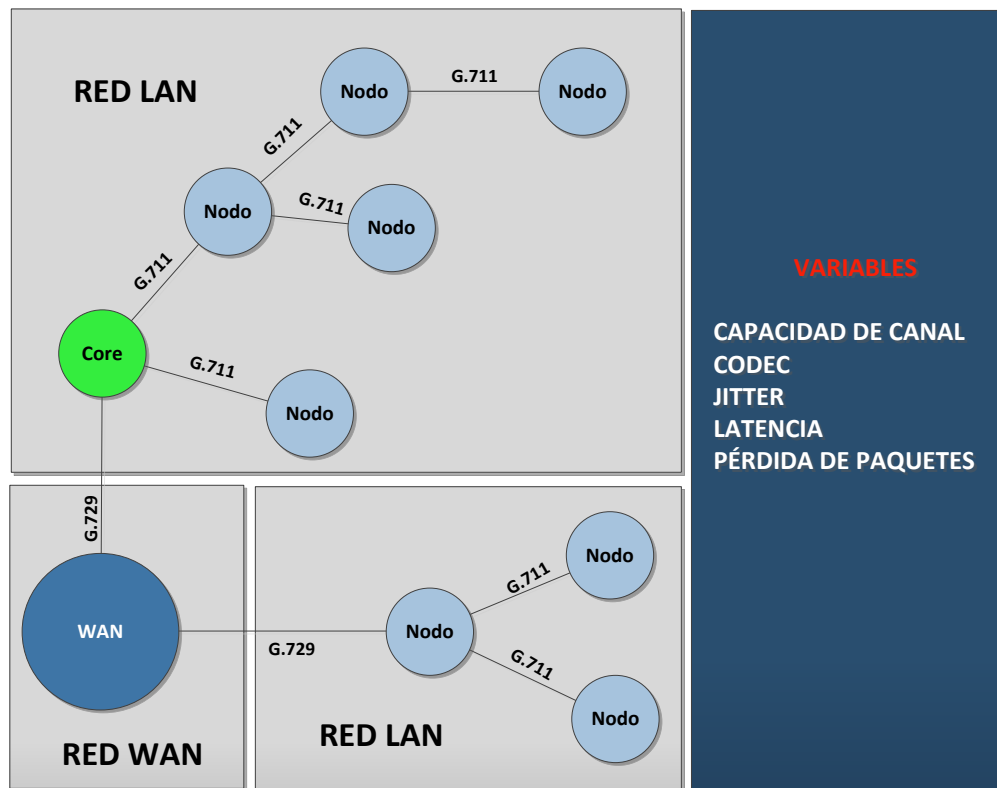 RED LAN
Nodo
G.711
Nodo
G.711
Nodo
G.711
Nodo
G.711
Core
G.711
Nodo
G.729
WAN
RED WAN
G.729
Nodo
G.711
Nodo
G.711
Nodo
RED LAN
VARIABLES
CAPACIDAD DE CANAL
CODEC
JITTER
LATENCIA
PÉRDIDA DE PAQUETES